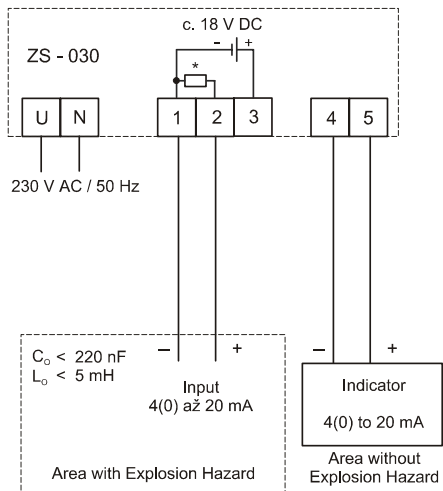 c. 18 V DC
- +
ZS - 030
*
U N 1 2 3 4 5
230 V AC / 50 Hz
C₀ < 220 nF
L₀ < 5 mH
– +
Input
4(0) až 20 mA
Area with Explosion Hazard
– +
Indicator
4(0) to 20 mA
Area without
Explosion Hazard